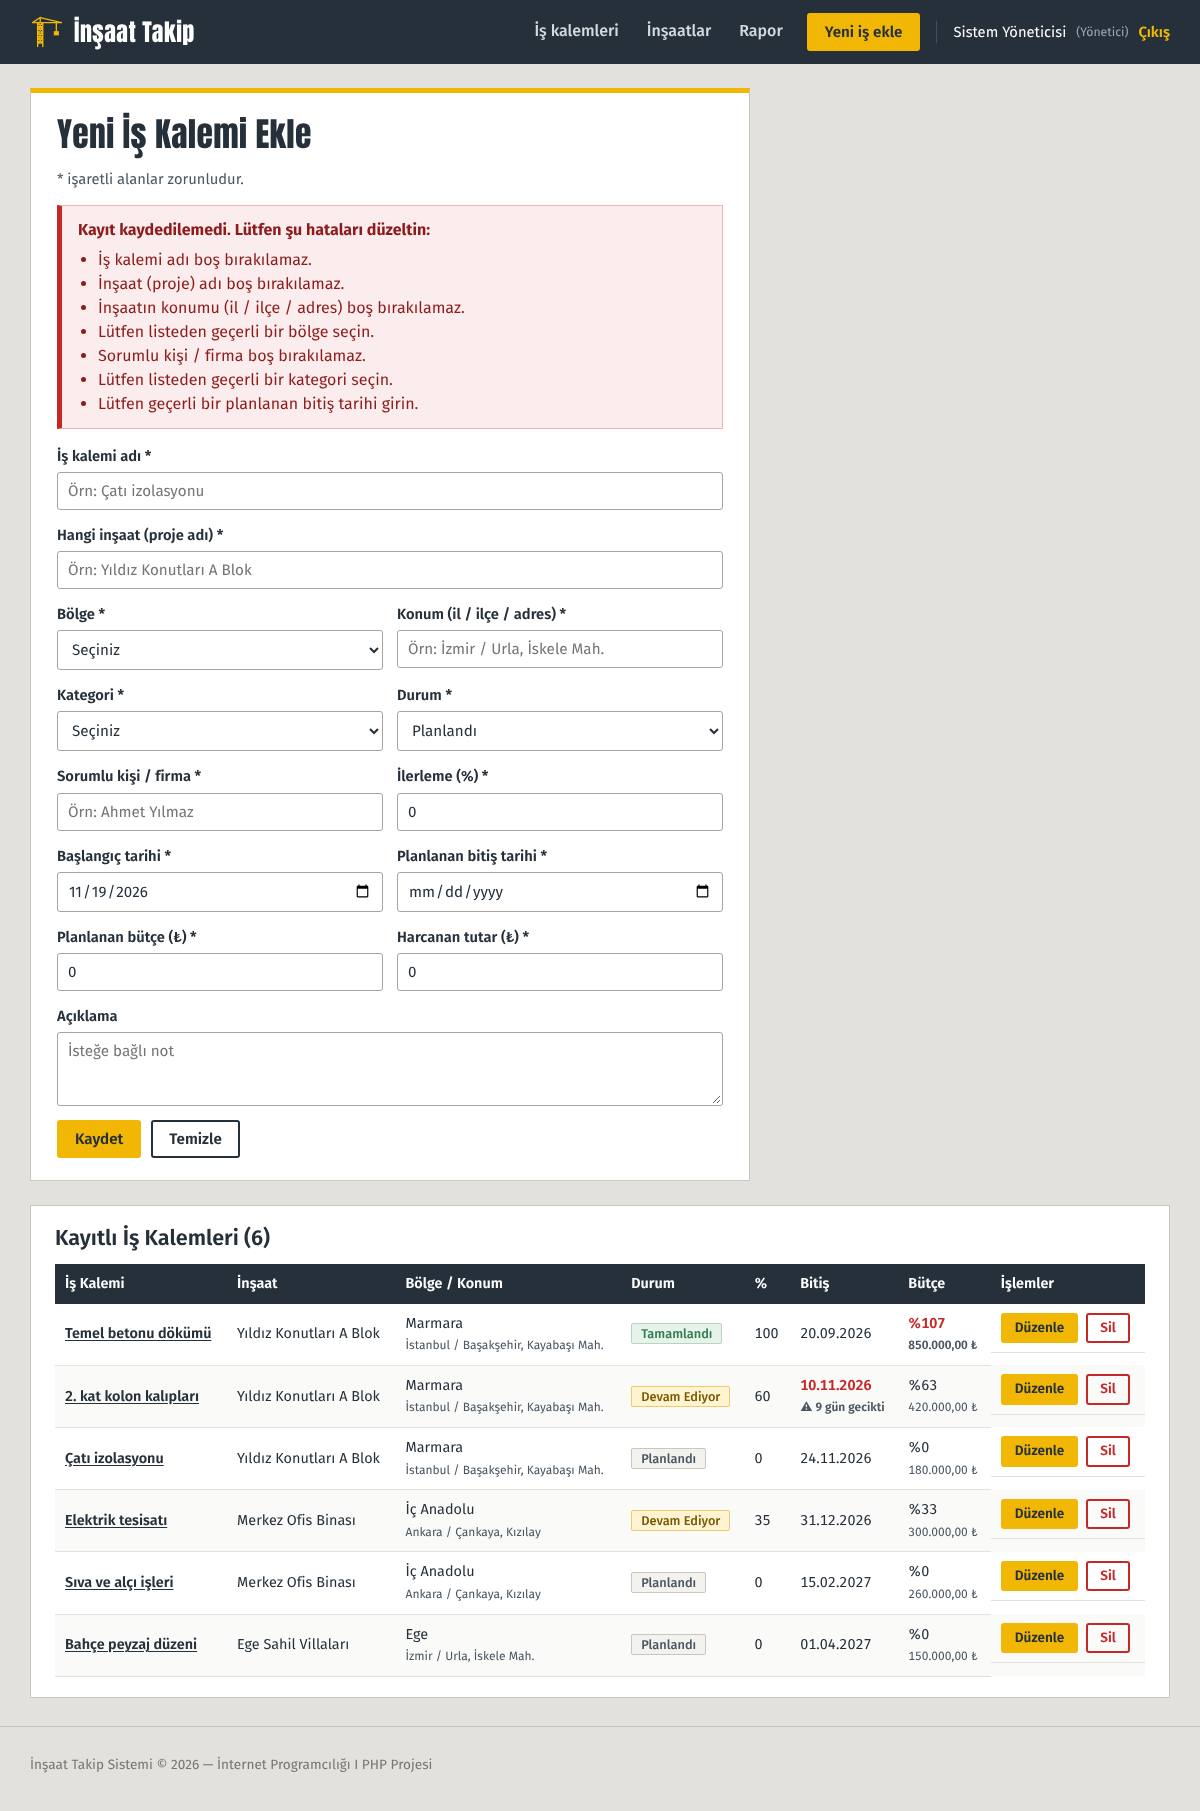 İnşaat Takip
İş kalemleri İnşaatlar Rapor Yeni iş ekle Sistem Yöneticisi (Yönetici) Çıkış
Yeni İş Kalemi Ekle
* işaretli alanlar zorunludur.
Kayıt kaydedilemedi. Lütfen şu hataları düzeltin:
• İş kalemi adı boş bırakılamaz.
• İnşaat (proje) adı boş bırakılamaz.
• İnşaatın konumu (il / ilçe / adres) boş bırakılamaz.
• Lütfen listeden geçerli bir bölge seçin.
• Sorumlu kişi / firma boş bırakılamaz.
• Lütfen listeden geçerli bir kategori seçin.
• Lütfen geçerli bir planlanan bitiş tarihi girin.
İş kalemi adı *
Örn: Çatı izolasyonu
Hangi inşaat (proje adı) *
Örn: Yıldız Konutları A Blok
Bölge * Konum (il / ilçe / adres) *
Seçiniz Örn: İzmir / Urla, İskele Mah.
Kategori * Durum *
Seçiniz Planlandı
Sorumlu kişi / firma * İlerleme (%) *
Örn: Ahmet Yılmaz 0
Başlangıç tarihi * Planlanan bitiş tarihi *
11/19/2026 mm/dd/yyyy
Planlanan bütçe (₺) * Harcanan tutar (₺) *
0 0
Açıklama
İsteğe bağlı not
Kaydet Temizle
Kayıtlı İş Kalemleri (6)
İş Kalemi İnşaat Bölge / Konum Durum % Bitiş Bütçe İşlemler
Temel betonu dökümü Yıldız Konutları A Blok Marmara Tamamlandı 100 20.09.2026 %107 Düzenle Sil
İstanbul / Başakşehir, Kayabaşı Mah. 850.000,00 ₺
2. kat kolon kalıpları Yıldız Konutları A Blok Marmara Devam Ediyor 60 10.11.2026 %63 Düzenle Sil
İstanbul / Başakşehir, Kayabaşı Mah. ⚠ 9 gün gecikti 420.000,00 ₺
Çatı izolasyonu Yıldız Konutları A Blok Marmara Planlandı 0 24.11.2026 %0 Düzenle Sil
İstanbul / Başakşehir, Kayabaşı Mah. 180.000,00 ₺
Elektrik tesisatı Merkez Ofis Binası İç Anadolu Devam Ediyor 35 31.12.2026 %33 Düzenle Sil
Ankara / Çankaya, Kızılay 300.000,00 ₺
Sıva ve alçı işleri Merkez Ofis Binası İç Anadolu Planlandı 0 15.02.2027 %0 Düzenle Sil
Ankara / Çankaya, Kızılay 260.000,00 ₺
Bahçe peyzaj düzeni Ege Sahil Villaları Ege Planlandı 0 01.04.2027 %0 Düzenle Sil
İzmir / Urla, İskele Mah. 150.000,00 ₺
İnşaat Takip Sistemi © 2026 — İnternet Programcılığı I PHP Projesi